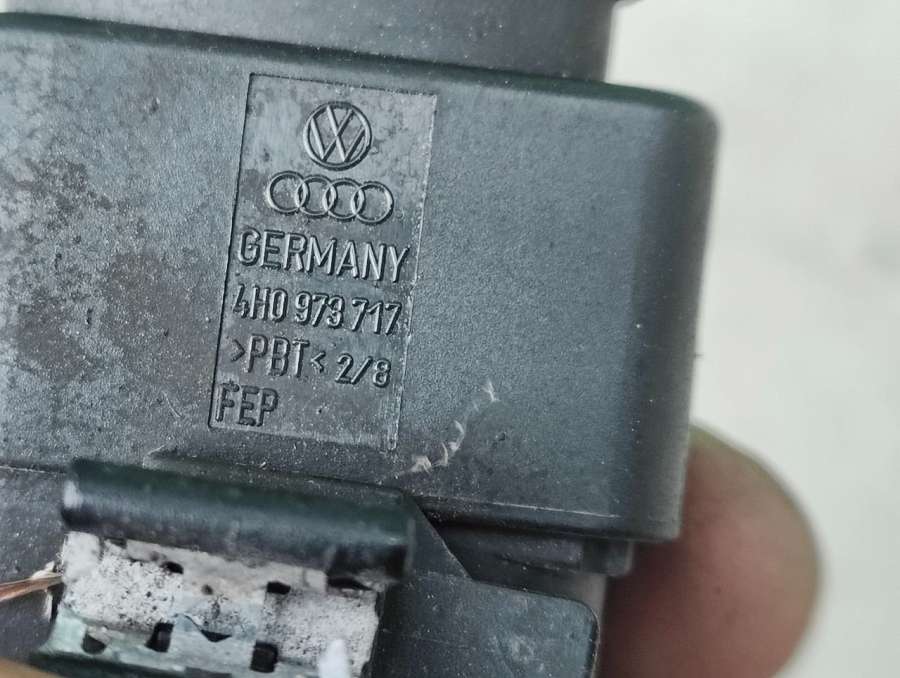 GERMANY
4H0 973 717
>PBT< 2/8
FEP